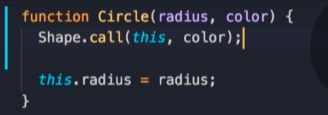 function Circle(radius, color) {
  Shape.call(this, color);

  this.radius = radius;
}